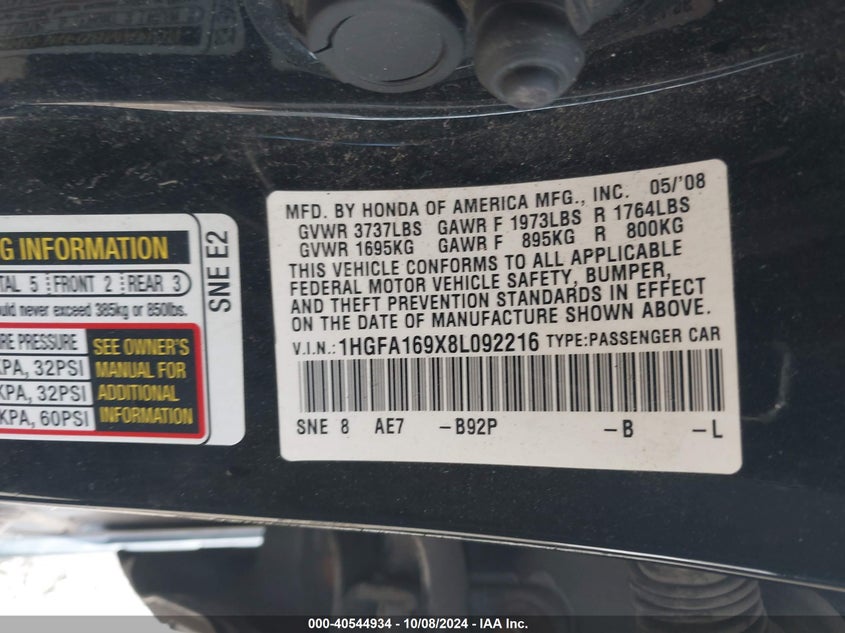 MFD. BY HONDA OF AMERICA MFG., INC. 05/'08
GVWR 3737LBS GAWR F 1973LBS R 1764LBS
GVWR 1695KG GAWR F 895KG R 800KG
THIS VEHICLE CONFORMS TO ALL APPLICABLE
FEDERAL MOTOR VEHICLE SAFETY, BUMPER,
AND THEFT PREVENTION STANDARDS IN EFFECT
ON THE DATE OF MANUFACTURE SHOWN ABOVE.
V.I.N.: 1HGFA169X8L092216 TYPE:PASSENGER CAR
SNE 8 AE7 -B92P -B -L
G INFORMATION
TAL 5 FRONT 2 REAR 3
ould never exceed 385kg or 850lbs.
RE PRESSURE
KPA, 32PSI
KPA, 32PSI
KPA, 60PSI
SEE OWNER'S
MANUAL FOR
ADDITIONAL
INFORMATION
SNE E2
000-40544934 - 10/08/2024 - IAA Inc.